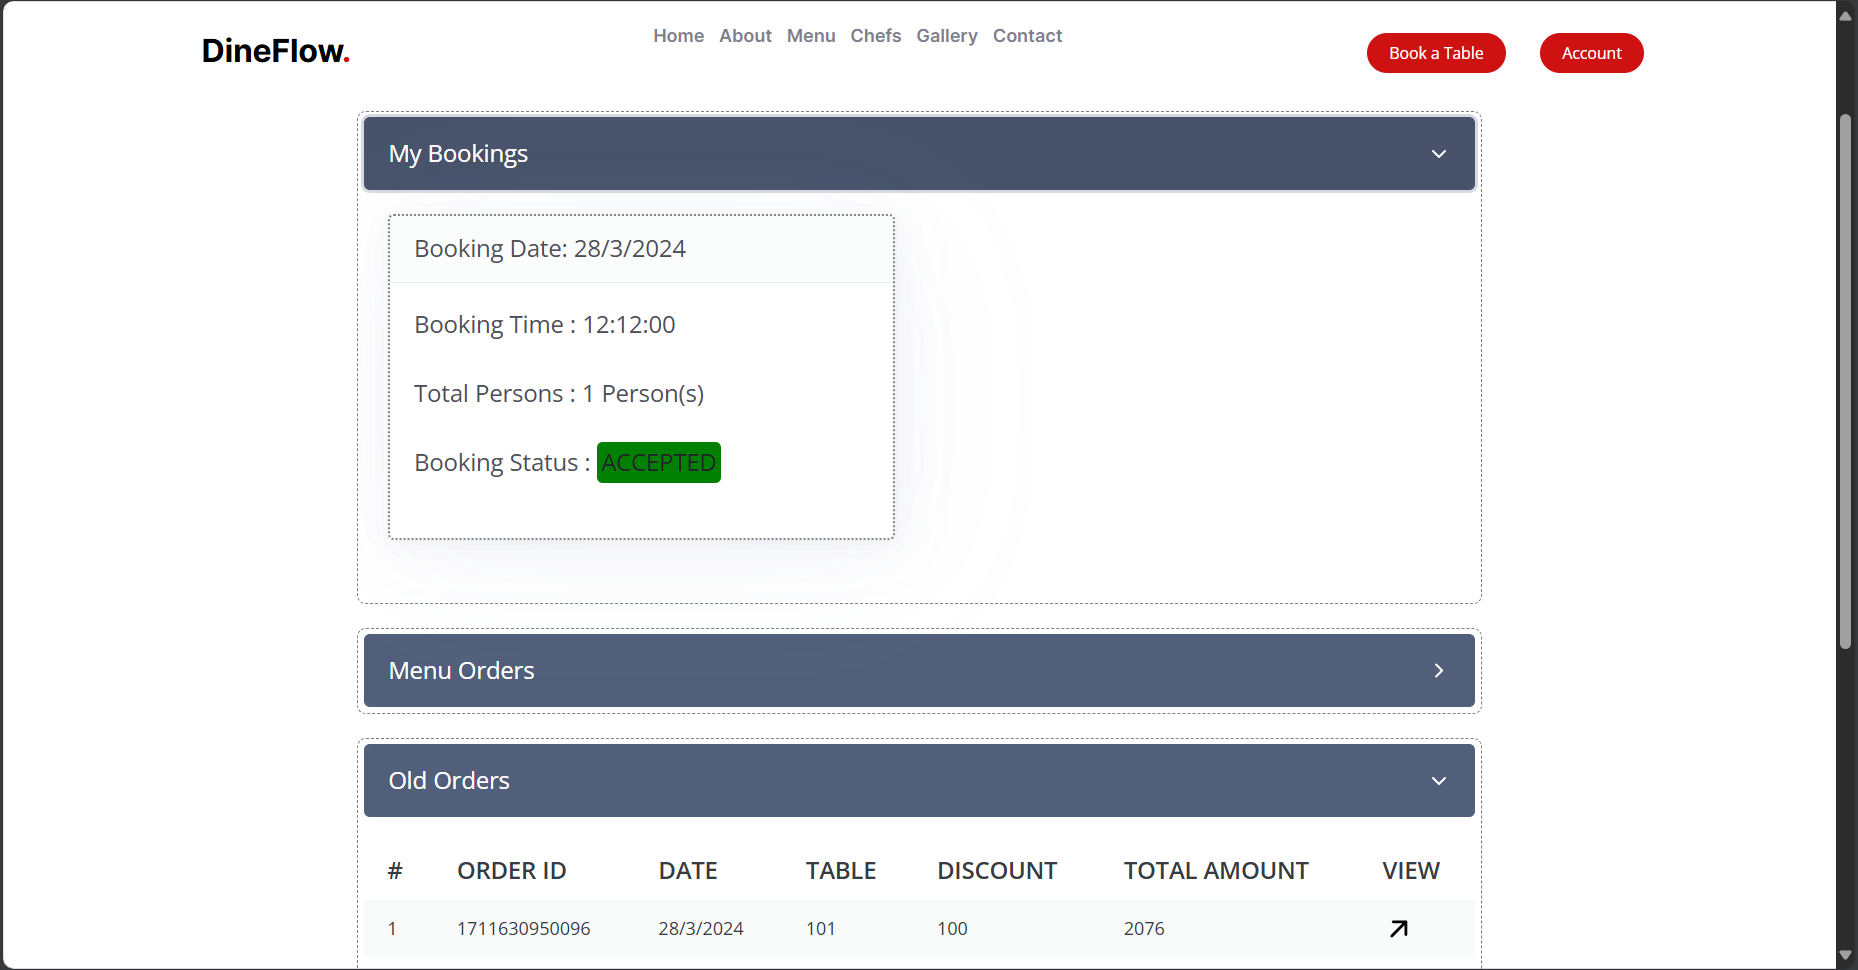 DineFlow.
Home About Menu Chefs Gallery Contact
Book a Table
Account
My Bookings
Booking Date: 28/3/2024
Booking Time : 12:12:00
Total Persons : 1 Person(s)
Booking Status : ACCEPTED
Menu Orders
Old Orders
# ORDER ID DATE TABLE DISCOUNT TOTAL AMOUNT VIEW
1 1711630950096 28/3/2024 101 100 2076